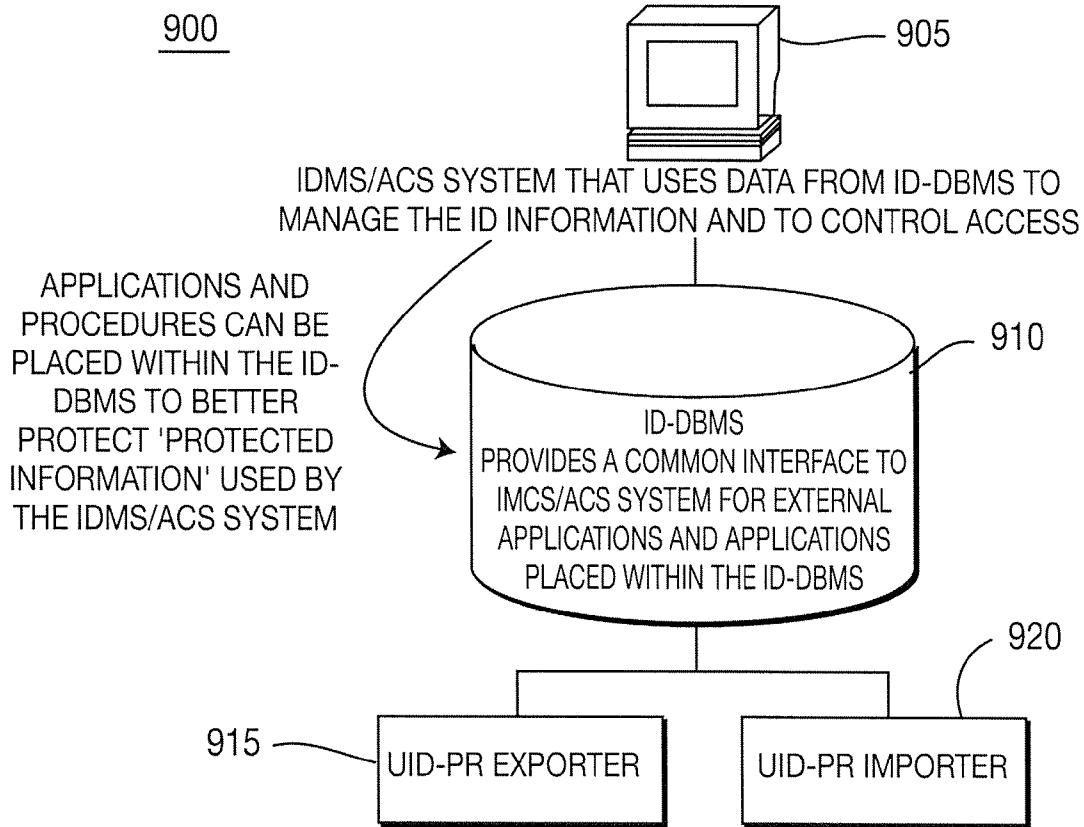 900
905
IDMS/ACS SYSTEM THAT USES DATA FROM ID-DBMS TO
MANAGE THE ID INFORMATION AND TO CONTROL ACCESS
APPLICATIONS AND
PROCEDURES CAN BE
PLACED WITHIN THE ID-
DBMS TO BETTER
PROTECT 'PROTECTED
INFORMATION' USED BY
THE IDMS/ACS SYSTEM
910
ID-DBMS
PROVIDES A COMMON INTERFACE TO
IMCS/ACS SYSTEM FOR EXTERNAL
APPLICATIONS AND APPLICATIONS
PLACED WITHIN THE ID-DBMS
920
915
UID-PR EXPORTER
UID-PR IMPORTER